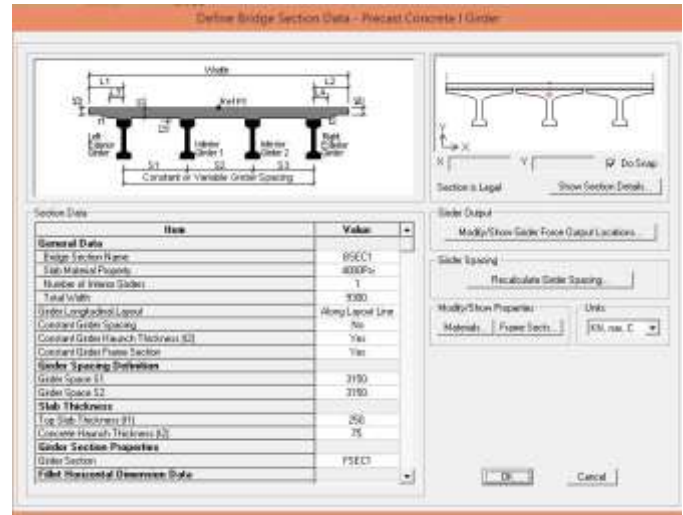 Define Bridge Section Data - Precast Concrete I Girder
Width
L1
L2
L3
L4
Ref Pt
t1
t2
Left
Exterior
Girder
Interior
Girder 1
Interior
Girder 2
Right
Exterior
Girder
S1
S2
S3
Constant or Variable Girder Spacing
Y
X
X
Y
Do Snap
Section is Legal
Show Section Details...
Section Data
Item
Value
General Data
Bridge Section Name
BSEC1
Slab Material Property
4000Psi
Number of Interior Girders
1
Total Width
9300
Girder Longitudinal Layout
Along Layout Line
Constant Girder Spacing
No
Constant Girder Haunch Thickness (t2)
Yes
Constant Girder Frame Section
Yes
Girder Spacing Definition
Girder Space S1
3150
Girder Space S2
3150
Slab Thickness
Top Slab Thickness (t1)
250
Concrete Haunch Thickness (t2)
75
Girder Section Properties
Girder Section
FSEC1
Fillet Horizontal Dimension Data
Girder Output
Modify/Show Girder Force Output Locations...
Girder Spacing
Recalculate Girder Spacing...
Modify/Show Properties
Materials...
Frame Sects...
Units
KN, mm, C
OK
Cancel